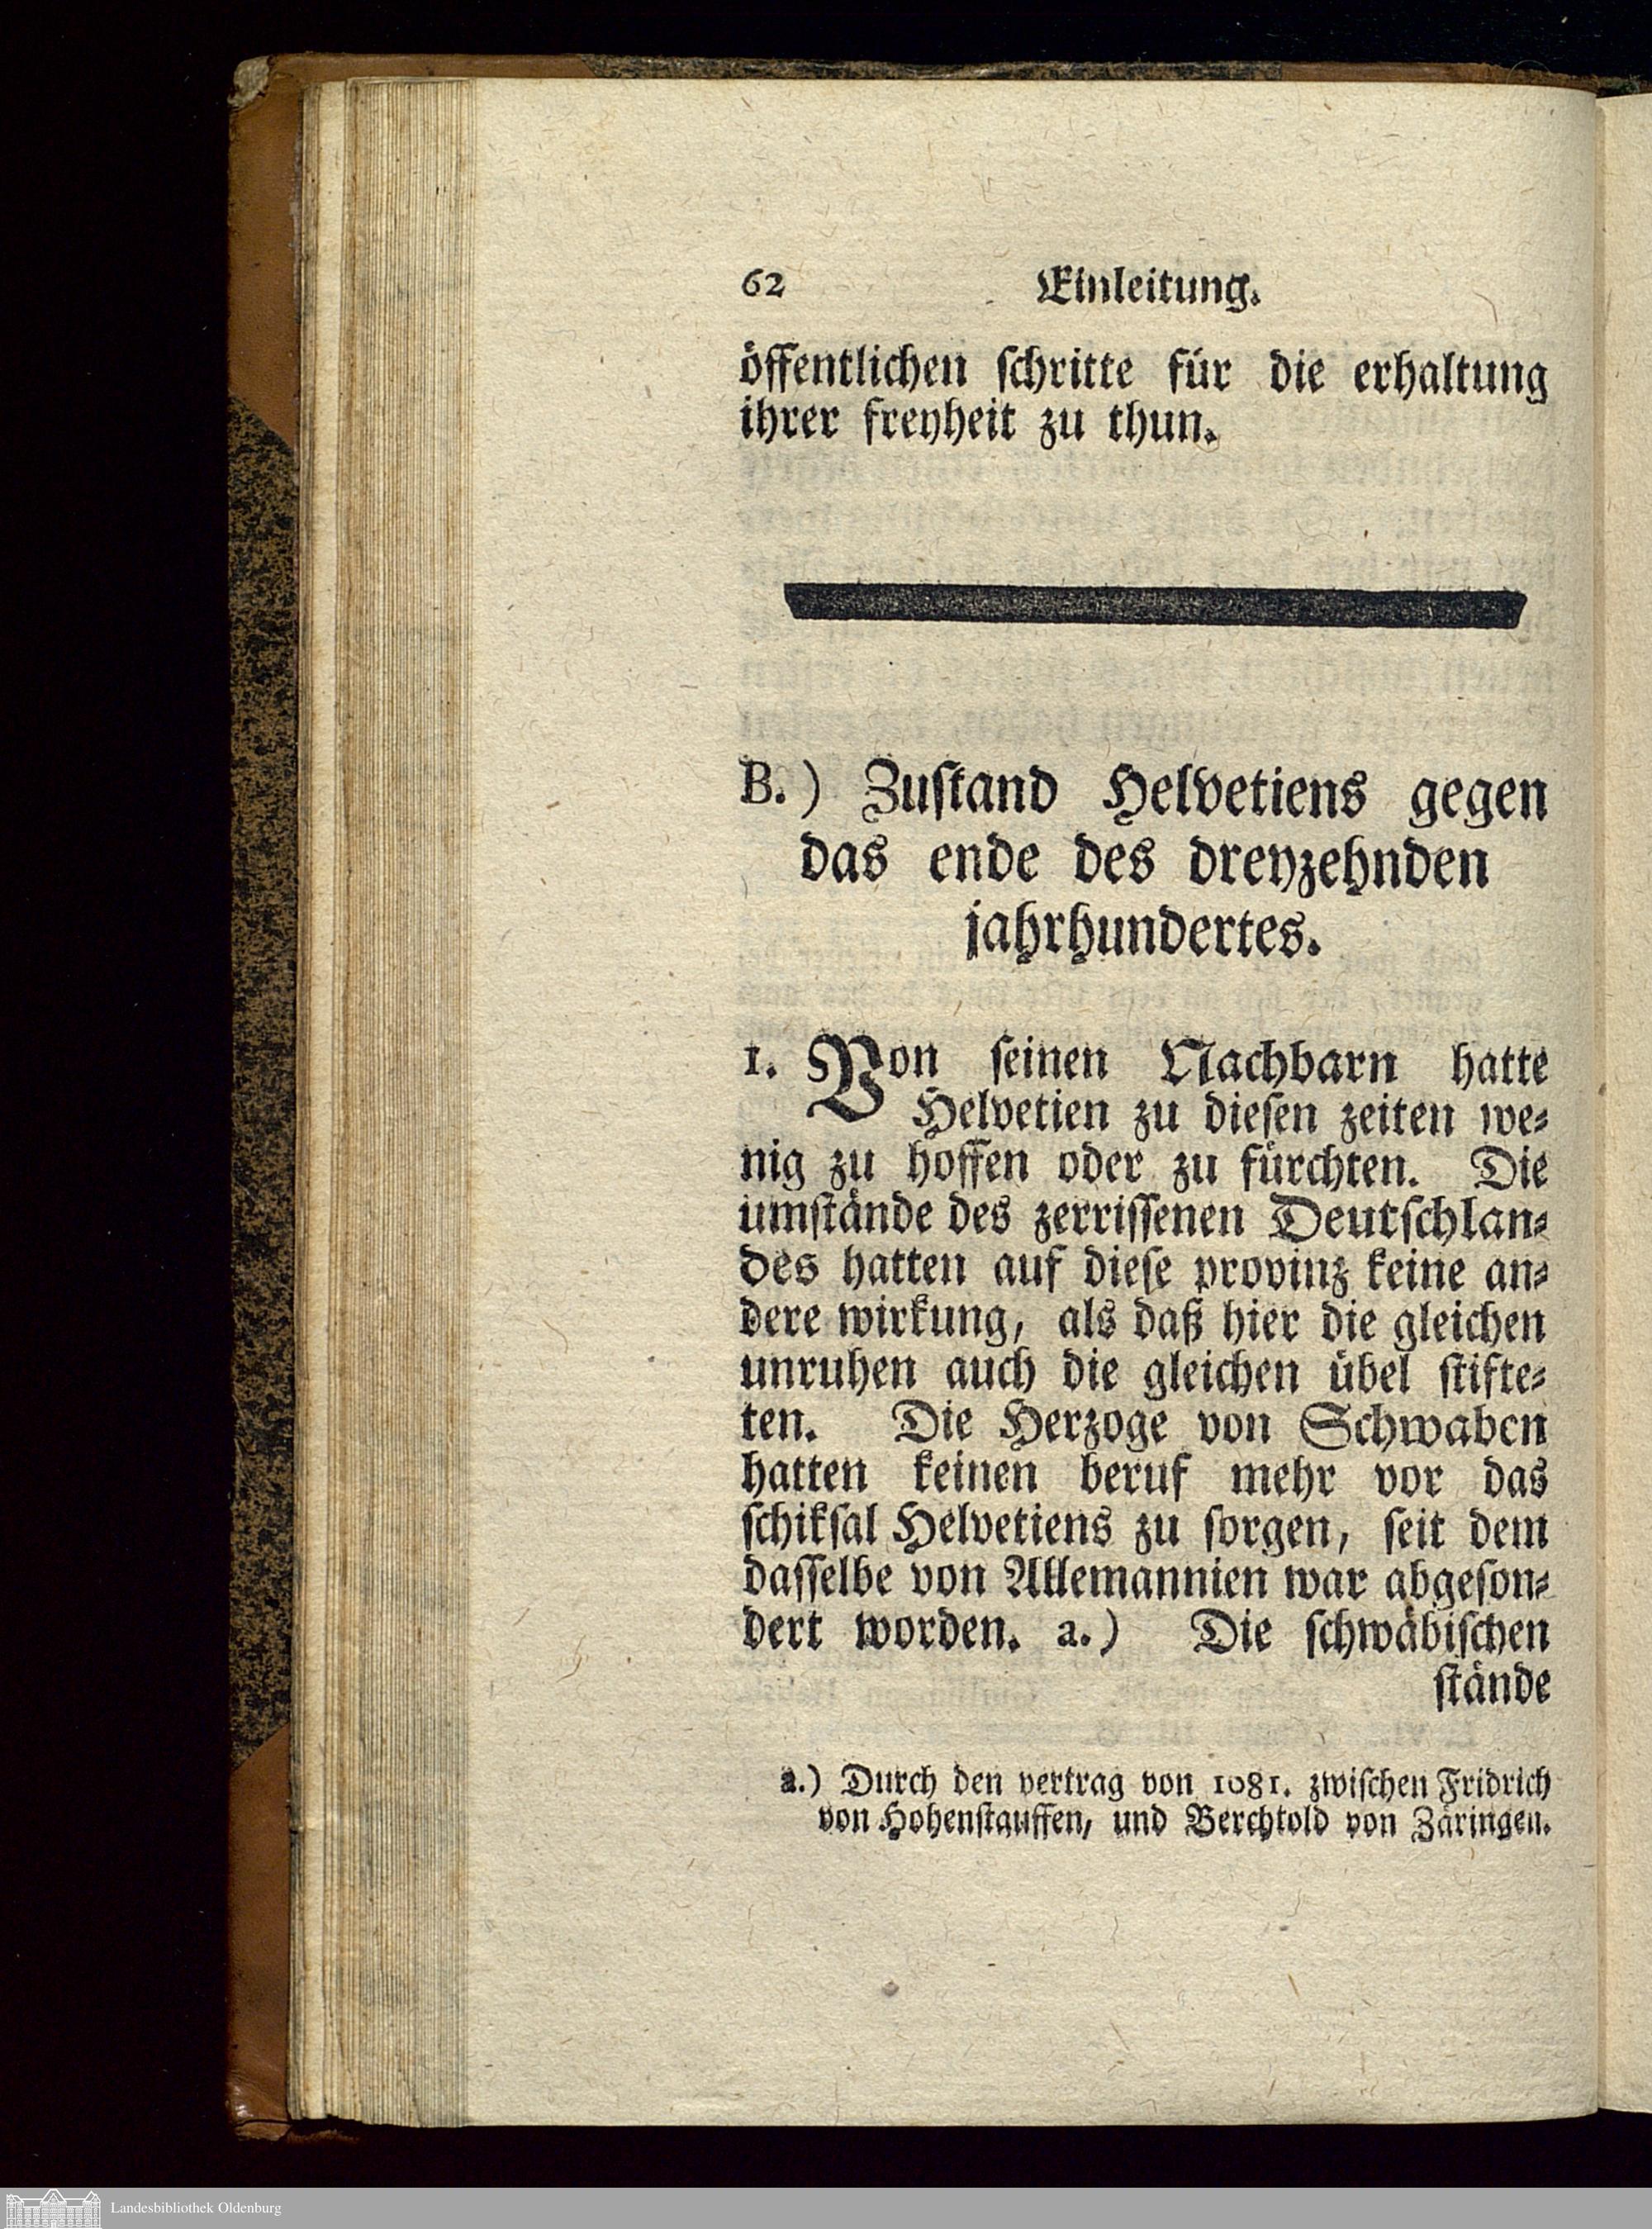 62 Einleitung.
öffentlichen ſchritte für die erhaltung
ihrer freyheit zu thun.
B.) Zuſtand Helvetiens gegen
das ende des dreyzehnden
jahrhundertes.
1. Von ſeinen Nachbarn hatte
Helvetien zu dieſen zeiten we⸗
nig zu hoffen oder zu fürchten. Die
umſtände des zerriſſenen Deutſchlan⸗
des hatten auf dieſe provinz keine an⸗
dere wirkung, als daß hier die gleichen
unruhen auch die gleichen übel ſtifte⸗
ten. Die Herzoge von Schwaben
hatten keinen beruf mehr vor das
ſchikſal Helvetiens zu ſorgen, ſeit dem
daſſelbe von Allemannien war abgeſon⸗
dert worden. a.) Die ſchwäbiſchen
ſtände
a.) Durch den vertrag von 1081. zwiſchen Fridrich
von Hohenſtauffen, und Berchtold von Zäringen.
Landesbibliothek Oldenburg